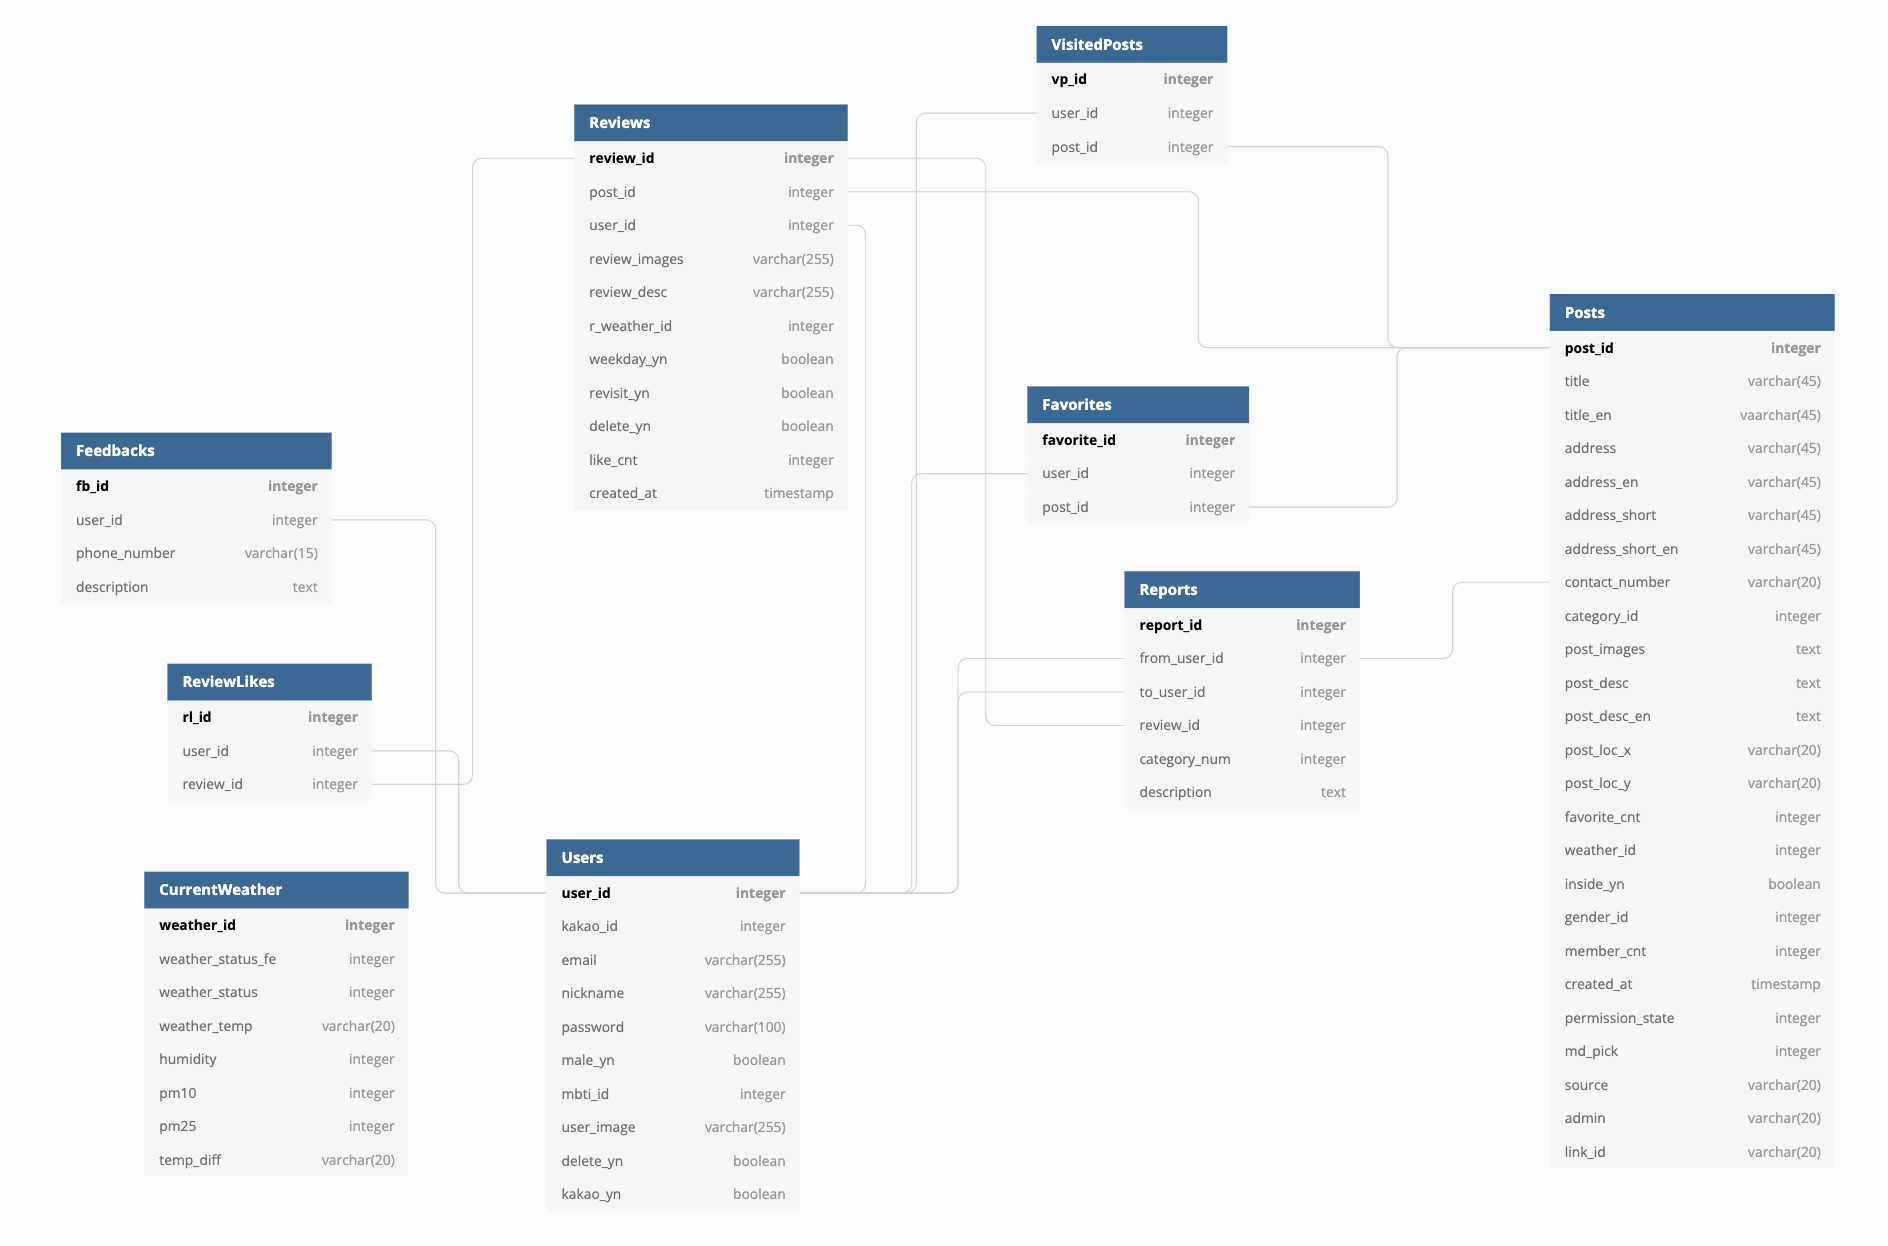 VisitedPosts
vp_id integer
user_id integer
post_id integer
Reviews
review_id integer
post_id integer
user_id integer
review_images varchar(255)
review_desc varchar(255)
r_weather_id integer
weekday_yn boolean
revisit_yn boolean
delete_yn boolean
like_cnt integer
created_at timestamp
Posts
post_id integer
title varchar(45)
title_en vaarchar(45)
address varchar(45)
address_en varchar(45)
address_short varchar(45)
address_short_en varchar(45)
contact_number varchar(20)
category_id integer
post_images text
post_desc text
post_desc_en text
post_loc_x varchar(20)
post_loc_y varchar(20)
favorite_cnt integer
weather_id integer
inside_yn boolean
gender_id integer
member_cnt integer
created_at timestamp
permission_state integer
md_pick integer
source varchar(20)
admin varchar(20)
link_id varchar(20)
Favorites
favorite_id integer
user_id integer
post_id integer
Feedbacks
fb_id integer
user_id integer
phone_number varchar(15)
description text
Reports
report_id integer
from_user_id integer
to_user_id integer
review_id integer
category_num integer
description text
ReviewLikes
rl_id integer
user_id integer
review_id integer
Users
user_id integer
kakao_id integer
email varchar(255)
nickname varchar(255)
password varchar(100)
male_yn boolean
mbti_id integer
user_image varchar(255)
delete_yn boolean
kakao_yn boolean
CurrentWeather
weather_id integer
weather_status_fe integer
weather_status integer
weather_temp varchar(20)
humidity integer
pm10 integer
pm25 integer
temp_diff varchar(20)